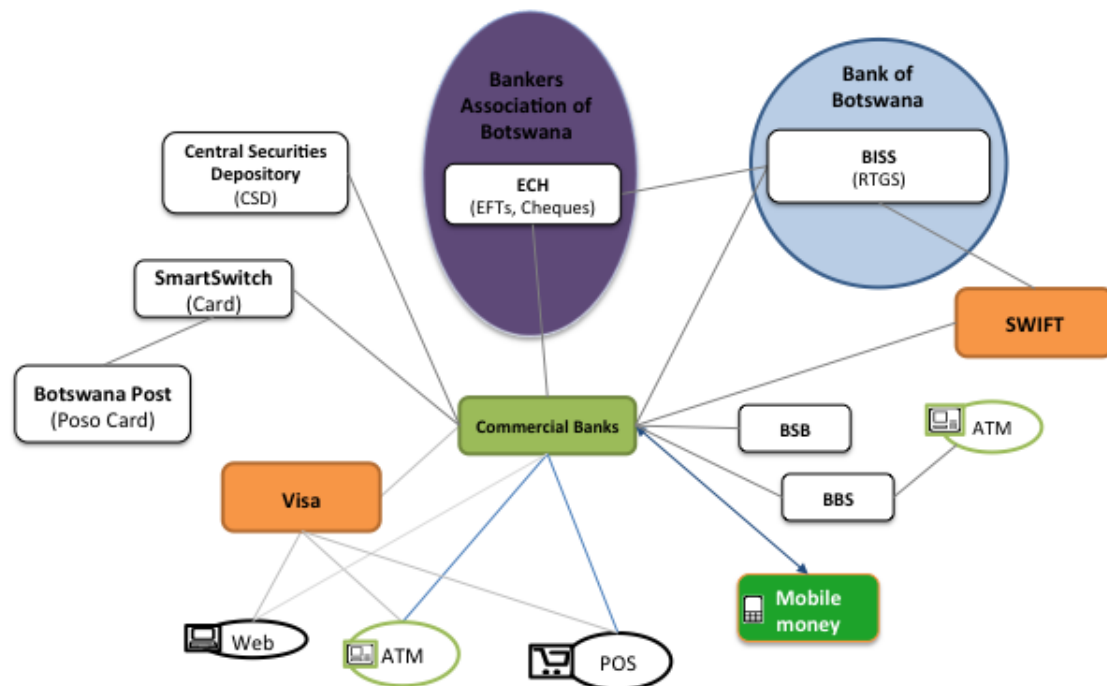 Bankers
Association of
Botswana
Bank of
Botswana
Central Securities
Depository
(CSD)
ECH
(EFTs, Cheques)
BISS
(RTGS)
SmartSwitch
(Card)
SWIFT
Botswana Post
(Poso Card)
Commercial Banks
BSB
ATM
BBS
Visa
Mobile
money
Web
ATM
POS